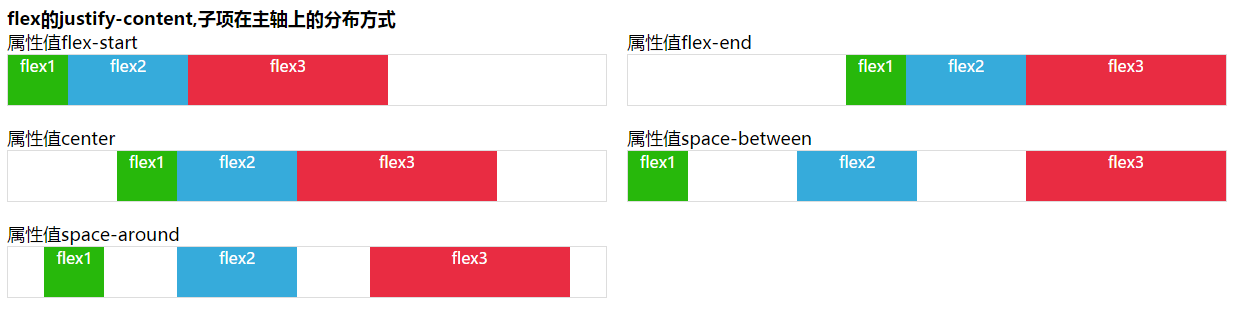 flex的justify-content,子项在主轴上的分布方式
属性值flex-start
flex1 flex2 flex3
属性值flex-end
flex1 flex2 flex3
属性值center
flex1 flex2 flex3
属性值space-between
flex1 flex2 flex3
属性值space-around
flex1 flex2 flex3